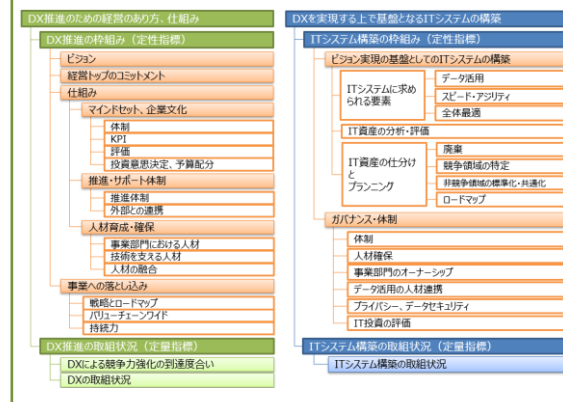 DX推進のための経営のあり方、仕組み
DX推進の枠組み（定性指標）
ビジョン
経営トップのコミットメント
仕組み
マインドセット、企業文化
体制
KPI
評価
投資意思決定、予算配分
推進・サポート体制
推進体制
外部との連携
人材育成・確保
事業部門における人材
技術を支える人材
人材の融合
事業への落とし込み
戦略とロードマップ
バリューチェーンワイド
持続力
DX推進の取組状況（定量指標）
DXによる競争力強化の到達度合い
DXの取組状況
DXを実現する上で基盤となるITシステムの構築
ITシステム構築の枠組み（定性指標）
ビジョン実現の基盤としてのITシステムの構築
ITシステムに求め
られる要素
データ活用
スピード・アジリティ
全体最適
IT資産の分析・評価
IT資産の仕分け
と
プランニング
廃棄
競争領域の特定
非競争領域の標準化・共通化
ロードマップ
ガバナンス・体制
体制
人材確保
事業部門のオーナーシップ
データ活用の人材連携
プライバシー、データセキュリティ
IT投資の評価
ITシステム構築の取組状況（定量指標）
ITシステム構築の取組状況